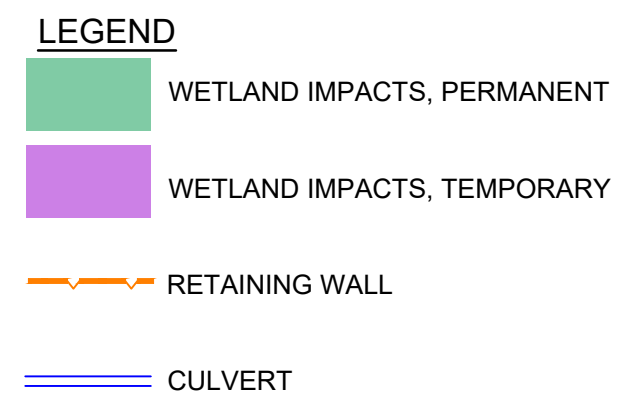 LEGEND
WETLAND IMPACTS, PERMANENT
WETLAND IMPACTS, TEMPORARY
RETAINING WALL
CULVERT